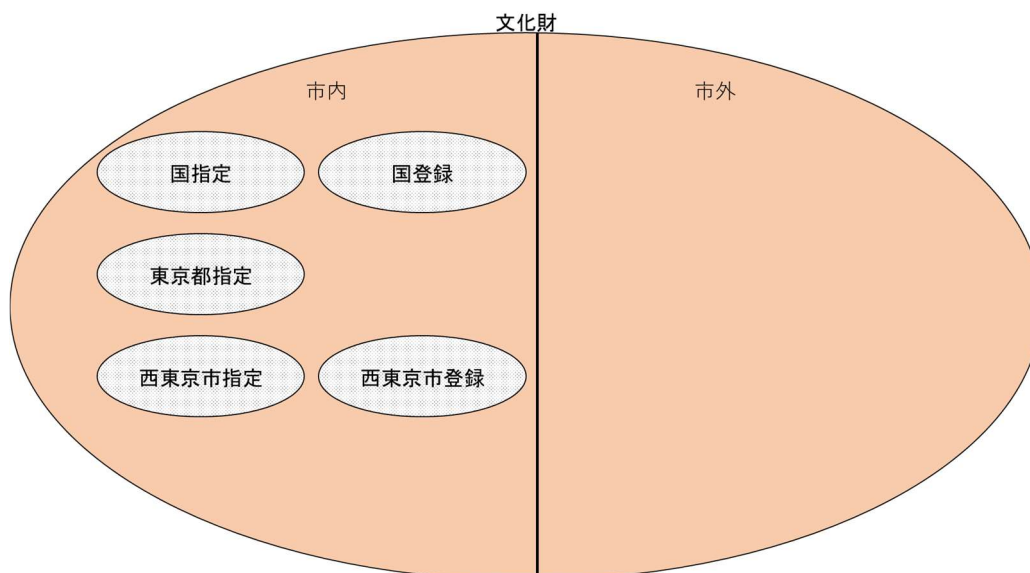 文化財
市内
市外
国指定
国登録
東京都指定
西東京市指定
西東京市登録